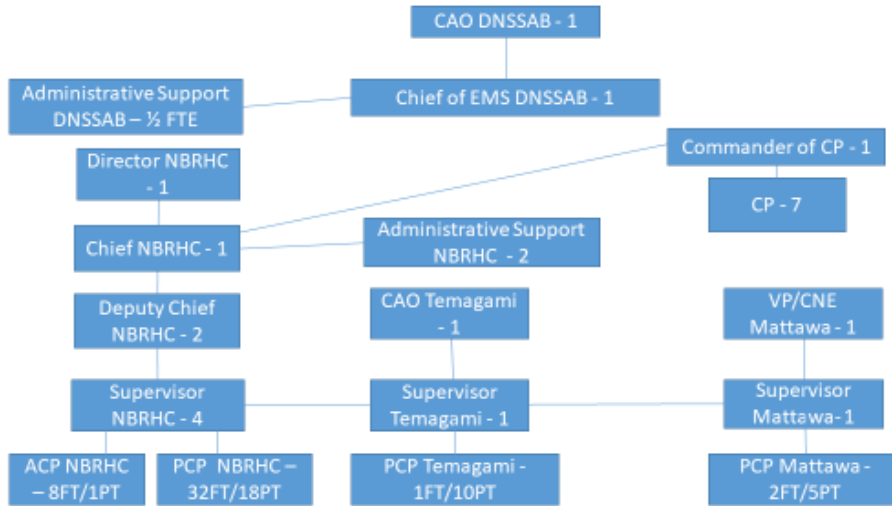 CAO DNSSAB - 1
Administrative Support
DNSSAB – ½ FTE
Chief of EMS DNSSAB - 1
Commander of CP - 1
Director NBRHC
- 1
CP - 7
Chief NBRHC - 1
Administrative Support
NBRHC - 2
Deputy Chief
NBRHC - 2
CAO Temagami
- 1
VP/CNE
Mattawa - 1
Supervisor
NBRHC - 4
Supervisor
Temagami - 1
Supervisor
Mattawa- 1
ACP NBRHC
– 8FT/1PT
PCP NBRHC –
32FT/18PT
PCP Temagami -
1FT/10PT
PCP Mattawa -
2FT/5PT